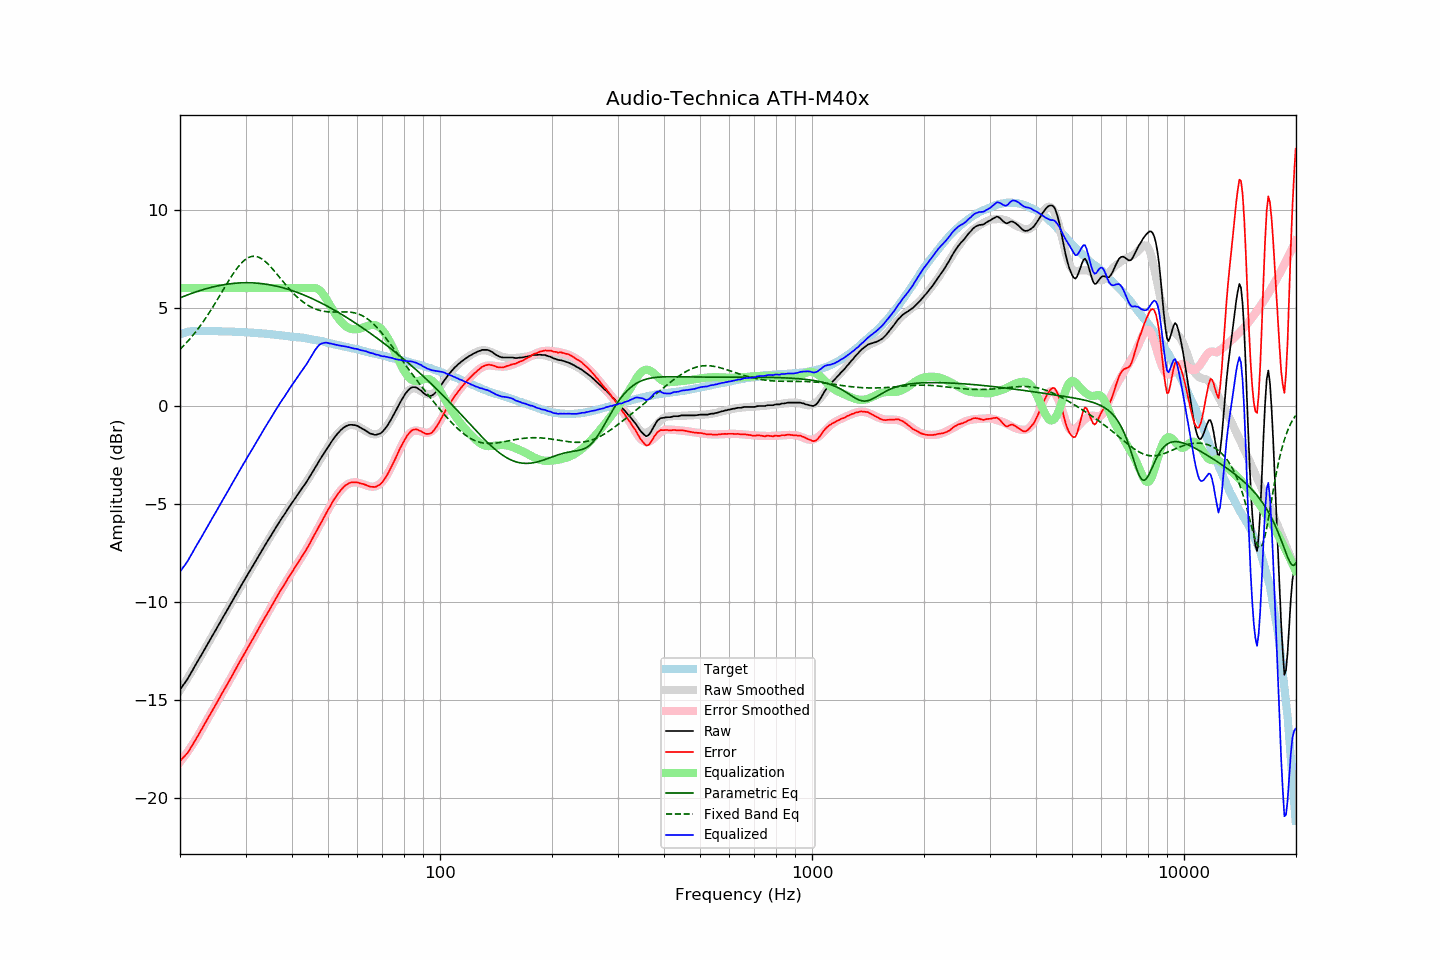 Audio-Technica ATH-M40x
Amplitude (dBr)
10
5
0
−5
−10
−15
−20
Target
Raw Smoothed
Error Smoothed
Raw
Error
Equalization
Parametric Eq
Fixed Band Eq
Equalized
100
1000
10000
Frequency (Hz)